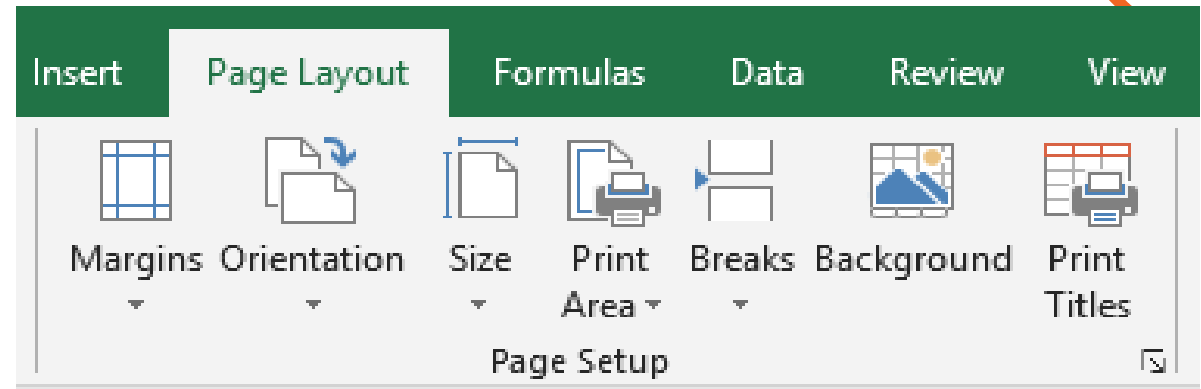 Insert Page Layout Formulas Data Review View
Margins Orientation Size Print Area Breaks Background Print Titles
Page Setup